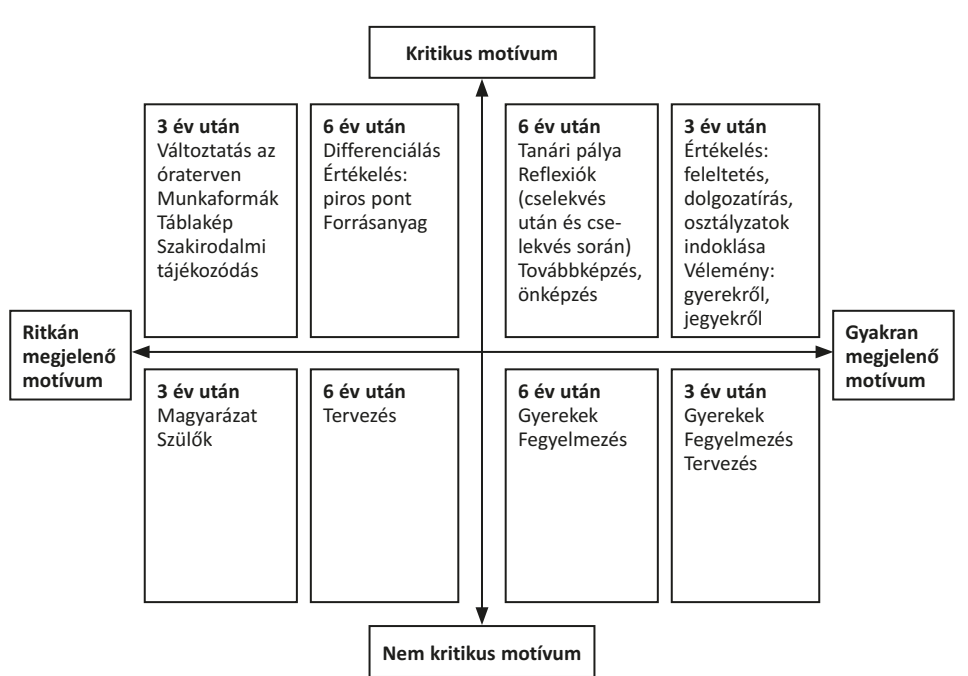 Kritikus motívum
3 év után
Változtatás az
óraterven
Munkaformák
Táblakép
Szakirodalmi
tájékozódás
6 év után
Differenciálás
Értékelés:
piros pont
Forrásanyag
6 év után
Tanári pálya
Reflexiók
(cselekvés
után és cse-
lekvés során)
Továbbképzés,
önképzés
3 év után
Értékelés:
feleltetés,
dolgozatírás,
osztályzatok
indoklása
Vélemény:
gyerekről,
jegyekről
Ritkán
megjelenő
motívum
Gyakran
megjelenő
motívum
3 év után
Magyarázat
Szülők
6 év után
Tervezés
6 év után
Gyerekek
Fegyelmezés
3 év után
Gyerekek
Fegyelmezés
Tervezés
Nem kritikus motívum